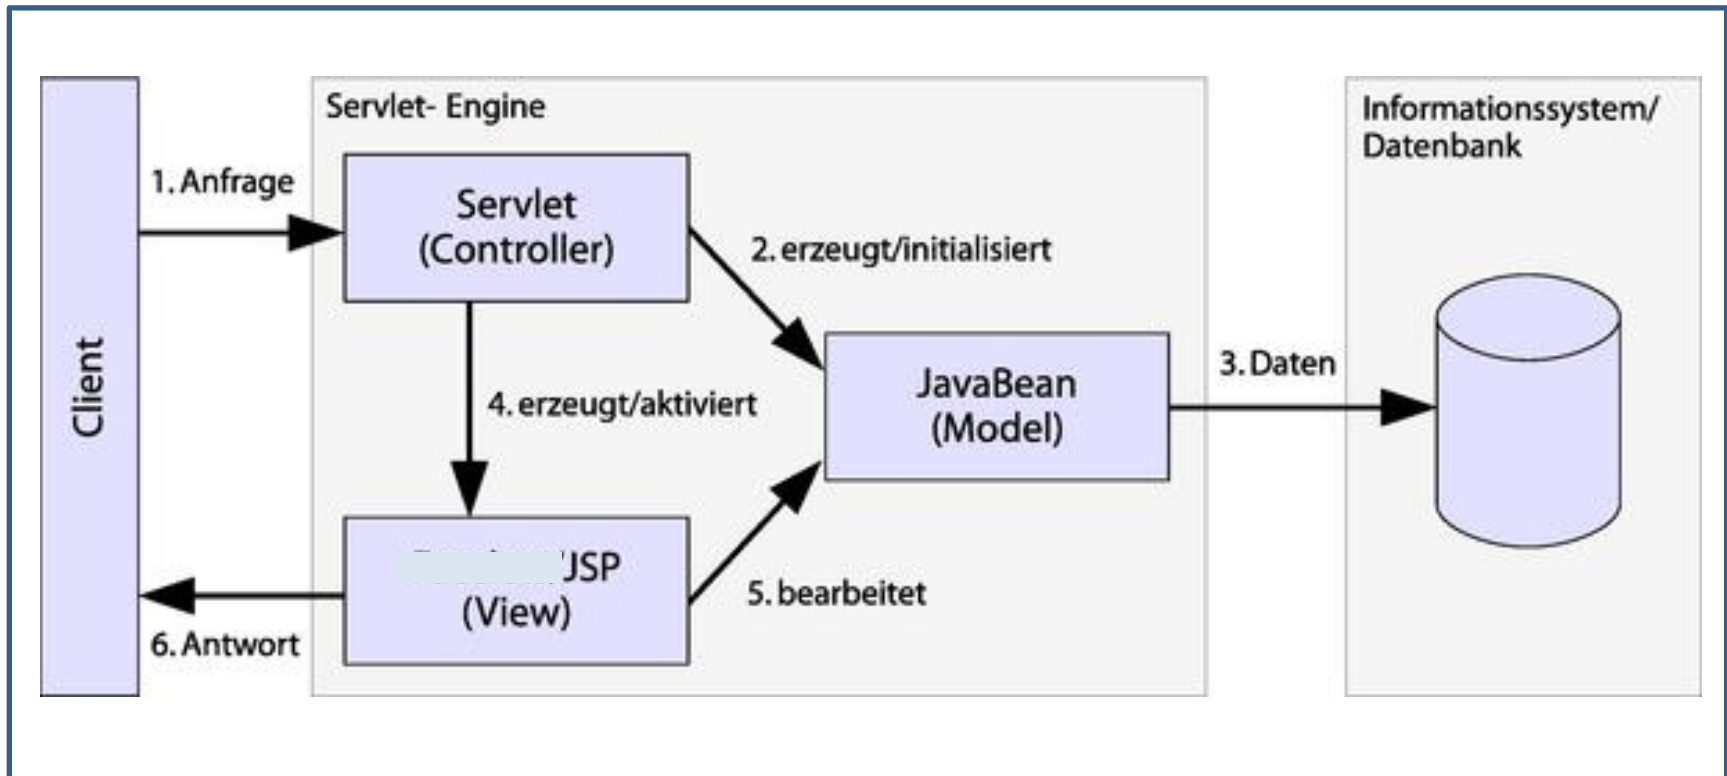 Servlet- Engine
Informationssystem/
Datenbank
1. Anfrage
Servlet
(Controller)
2. erzeugt/initialisiert
Client
JavaBean
(Model)
3. Daten
4. erzeugt/aktiviert
JSP
(View)
5. bearbeitet
6. Antwort